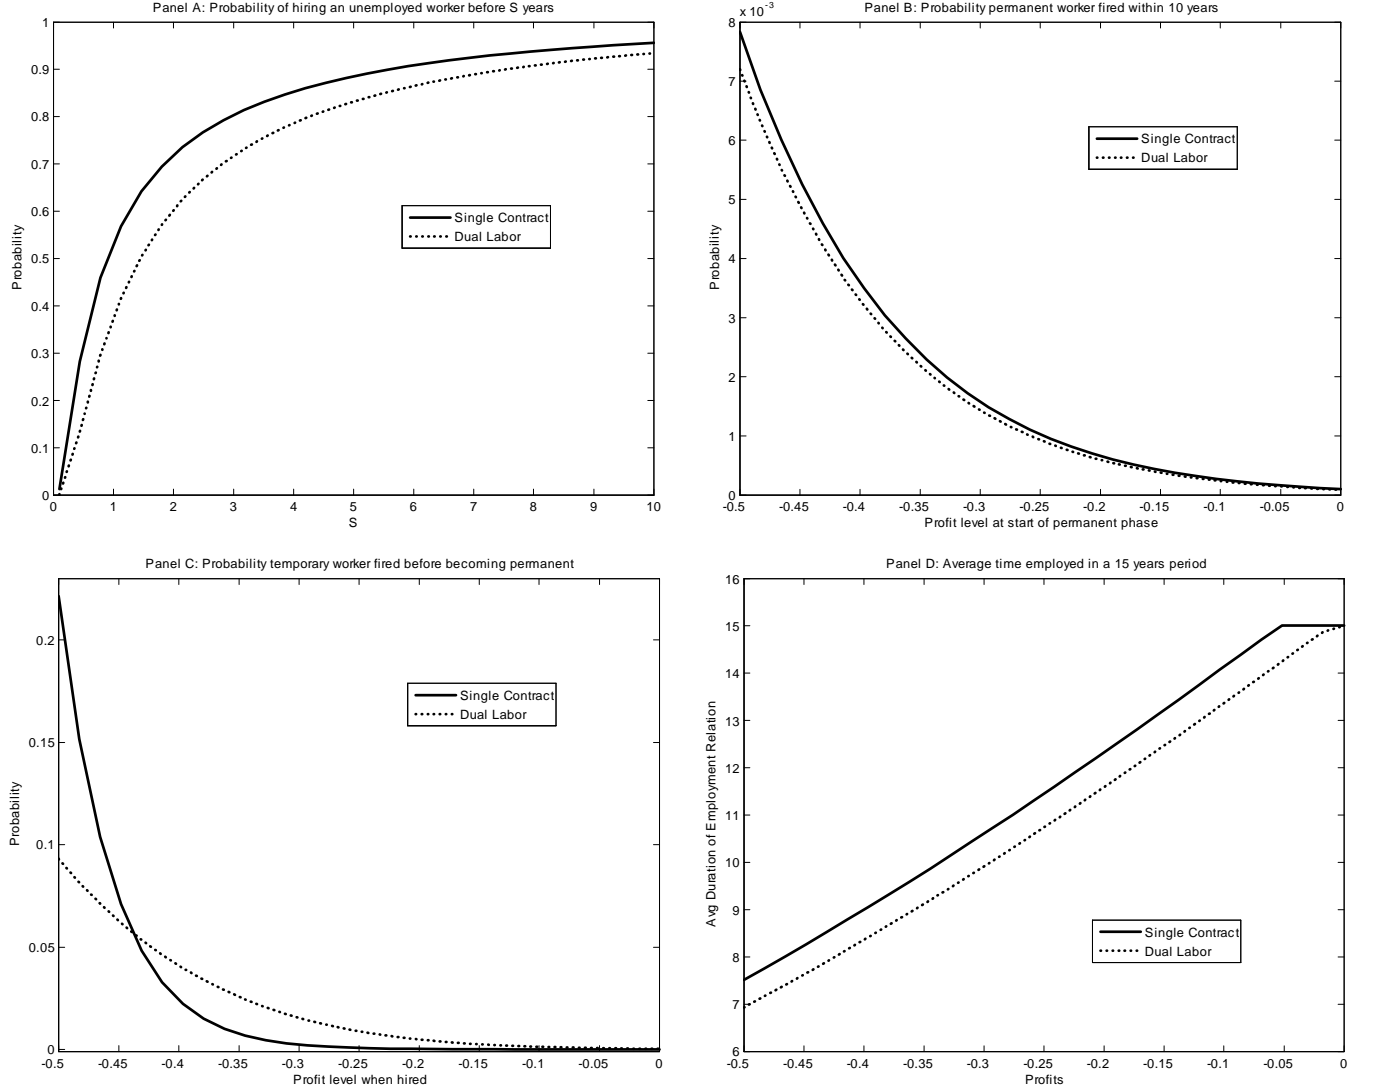 Panel A: Probability of hiring an unemployed worker before S years
1
0.9
0.8
0.7
0.6
0.5
0.4
0.3
0.2
0.1
0
Probability
Single Contract
Dual Labor
0 1 2 3 4 5 6 7 8 9 10
S
Panel B: Probability permanent worker fired within 10 years
x 10^-3
8
7
6
5
4
3
2
1
0
Probability
Single Contract
Dual Labor
-0.5 -0.45 -0.4 -0.35 -0.3 -0.25 -0.2 -0.15 -0.1 -0.05 0
Profit level at start of permanent phase
Panel C: Probability temporary worker fired before becoming permanent
0.2
0.15
0.1
0.05
0
Probability
Single Contract
Dual Labor
-0.5 -0.45 -0.4 -0.35 -0.3 -0.25 -0.2 -0.15 -0.1 -0.05 0
Profit level when hired
Panel D: Average time employed in a 15 years period
16
15
14
13
12
11
10
9
8
7
6
Avg Duration of Employment Relation
Single Contract
Dual Labor
-0.5 -0.45 -0.4 -0.35 -0.3 -0.25 -0.2 -0.15 -0.1 -0.05 0
Profits